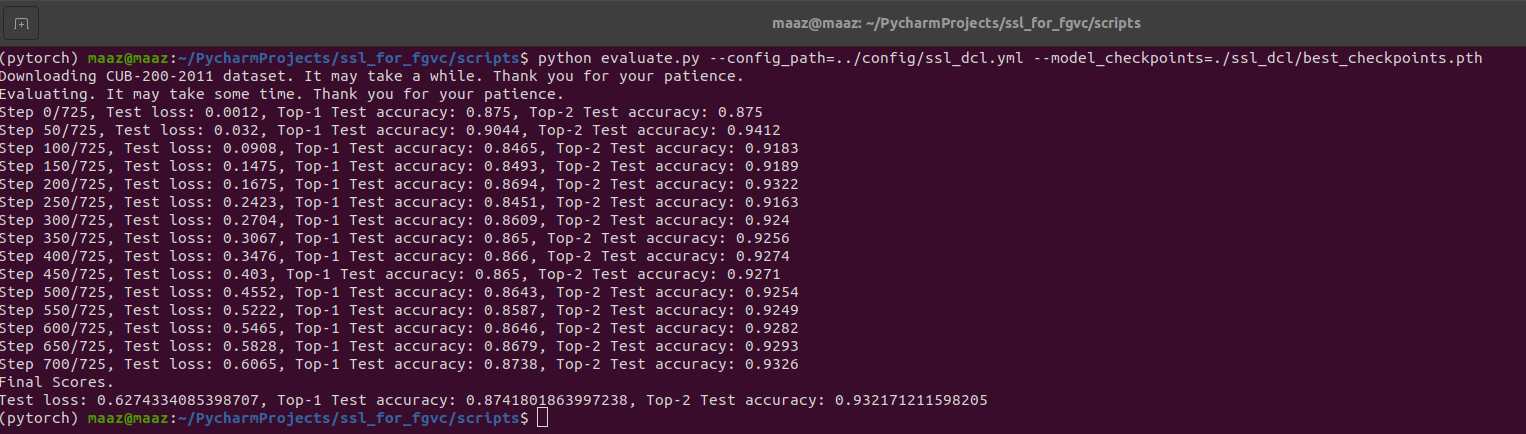 maaz@maaz: ~/PycharmProjects/ssl_for_fgvc/scripts
(pytorch) maaz@maaz:~/PycharmProjects/ssl_for_fgvc/scripts$ python evaluate.py --config_path=../config/ssl_dcl.yml --model_checkpoints=./ssl_dcl/best_checkpoints.pth
Downloading CUB-200-2011 dataset. It may take a while. Thank you for your patience.
Evaluating. It may take some time. Thank you for your patience.
Step 0/725, Test loss: 0.0012, Top-1 Test accuracy: 0.875, Top-2 Test accuracy: 0.875
Step 50/725, Test loss: 0.032, Top-1 Test accuracy: 0.9044, Top-2 Test accuracy: 0.9412
Step 100/725, Test loss: 0.0908, Top-1 Test accuracy: 0.8465, Top-2 Test accuracy: 0.9183
Step 150/725, Test loss: 0.1475, Top-1 Test accuracy: 0.8493, Top-2 Test accuracy: 0.9189
Step 200/725, Test loss: 0.1675, Top-1 Test accuracy: 0.8694, Top-2 Test accuracy: 0.9322
Step 250/725, Test loss: 0.2423, Top-1 Test accuracy: 0.8451, Top-2 Test accuracy: 0.9163
Step 300/725, Test loss: 0.2704, Top-1 Test accuracy: 0.8609, Top-2 Test accuracy: 0.924
Step 350/725, Test loss: 0.3067, Top-1 Test accuracy: 0.865, Top-2 Test accuracy: 0.9256
Step 400/725, Test loss: 0.3476, Top-1 Test accuracy: 0.866, Top-2 Test accuracy: 0.9274
Step 450/725, Test loss: 0.403, Top-1 Test accuracy: 0.865, Top-2 Test accuracy: 0.9271
Step 500/725, Test loss: 0.4552, Top-1 Test accuracy: 0.8643, Top-2 Test accuracy: 0.9254
Step 550/725, Test loss: 0.5222, Top-1 Test accuracy: 0.8587, Top-2 Test accuracy: 0.9249
Step 600/725, Test loss: 0.5465, Top-1 Test accuracy: 0.8646, Top-2 Test accuracy: 0.9282
Step 650/725, Test loss: 0.5828, Top-1 Test accuracy: 0.8679, Top-2 Test accuracy: 0.9293
Step 700/725, Test loss: 0.6065, Top-1 Test accuracy: 0.8738, Top-2 Test accuracy: 0.9326
Final Scores.
Test loss: 0.6274334085398707, Top-1 Test accuracy: 0.8741801863997238, Top-2 Test accuracy: 0.932171211598205
(pytorch) maaz@maaz:~/PycharmProjects/ssl_for_fgvc/scripts$